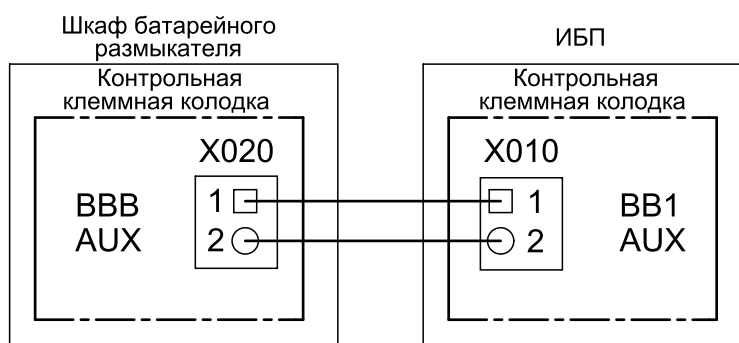 Шкаф батарейного
размыкателя
Контрольная
клеммная колодка
X020
BBB
AUX
1
2
ИБП
Контрольная
клеммная колодка
X010
1
2
BB1
AUX